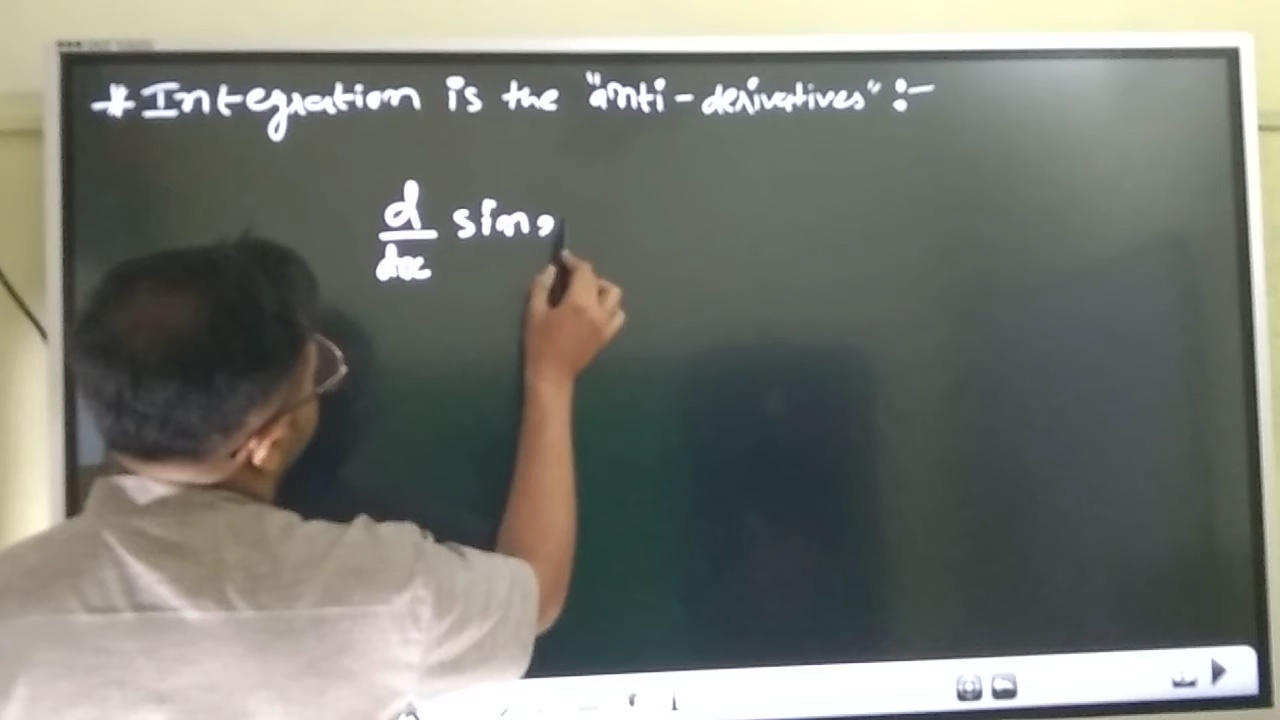 * Integration is the "anti-derivatives" :-
d/dx sin